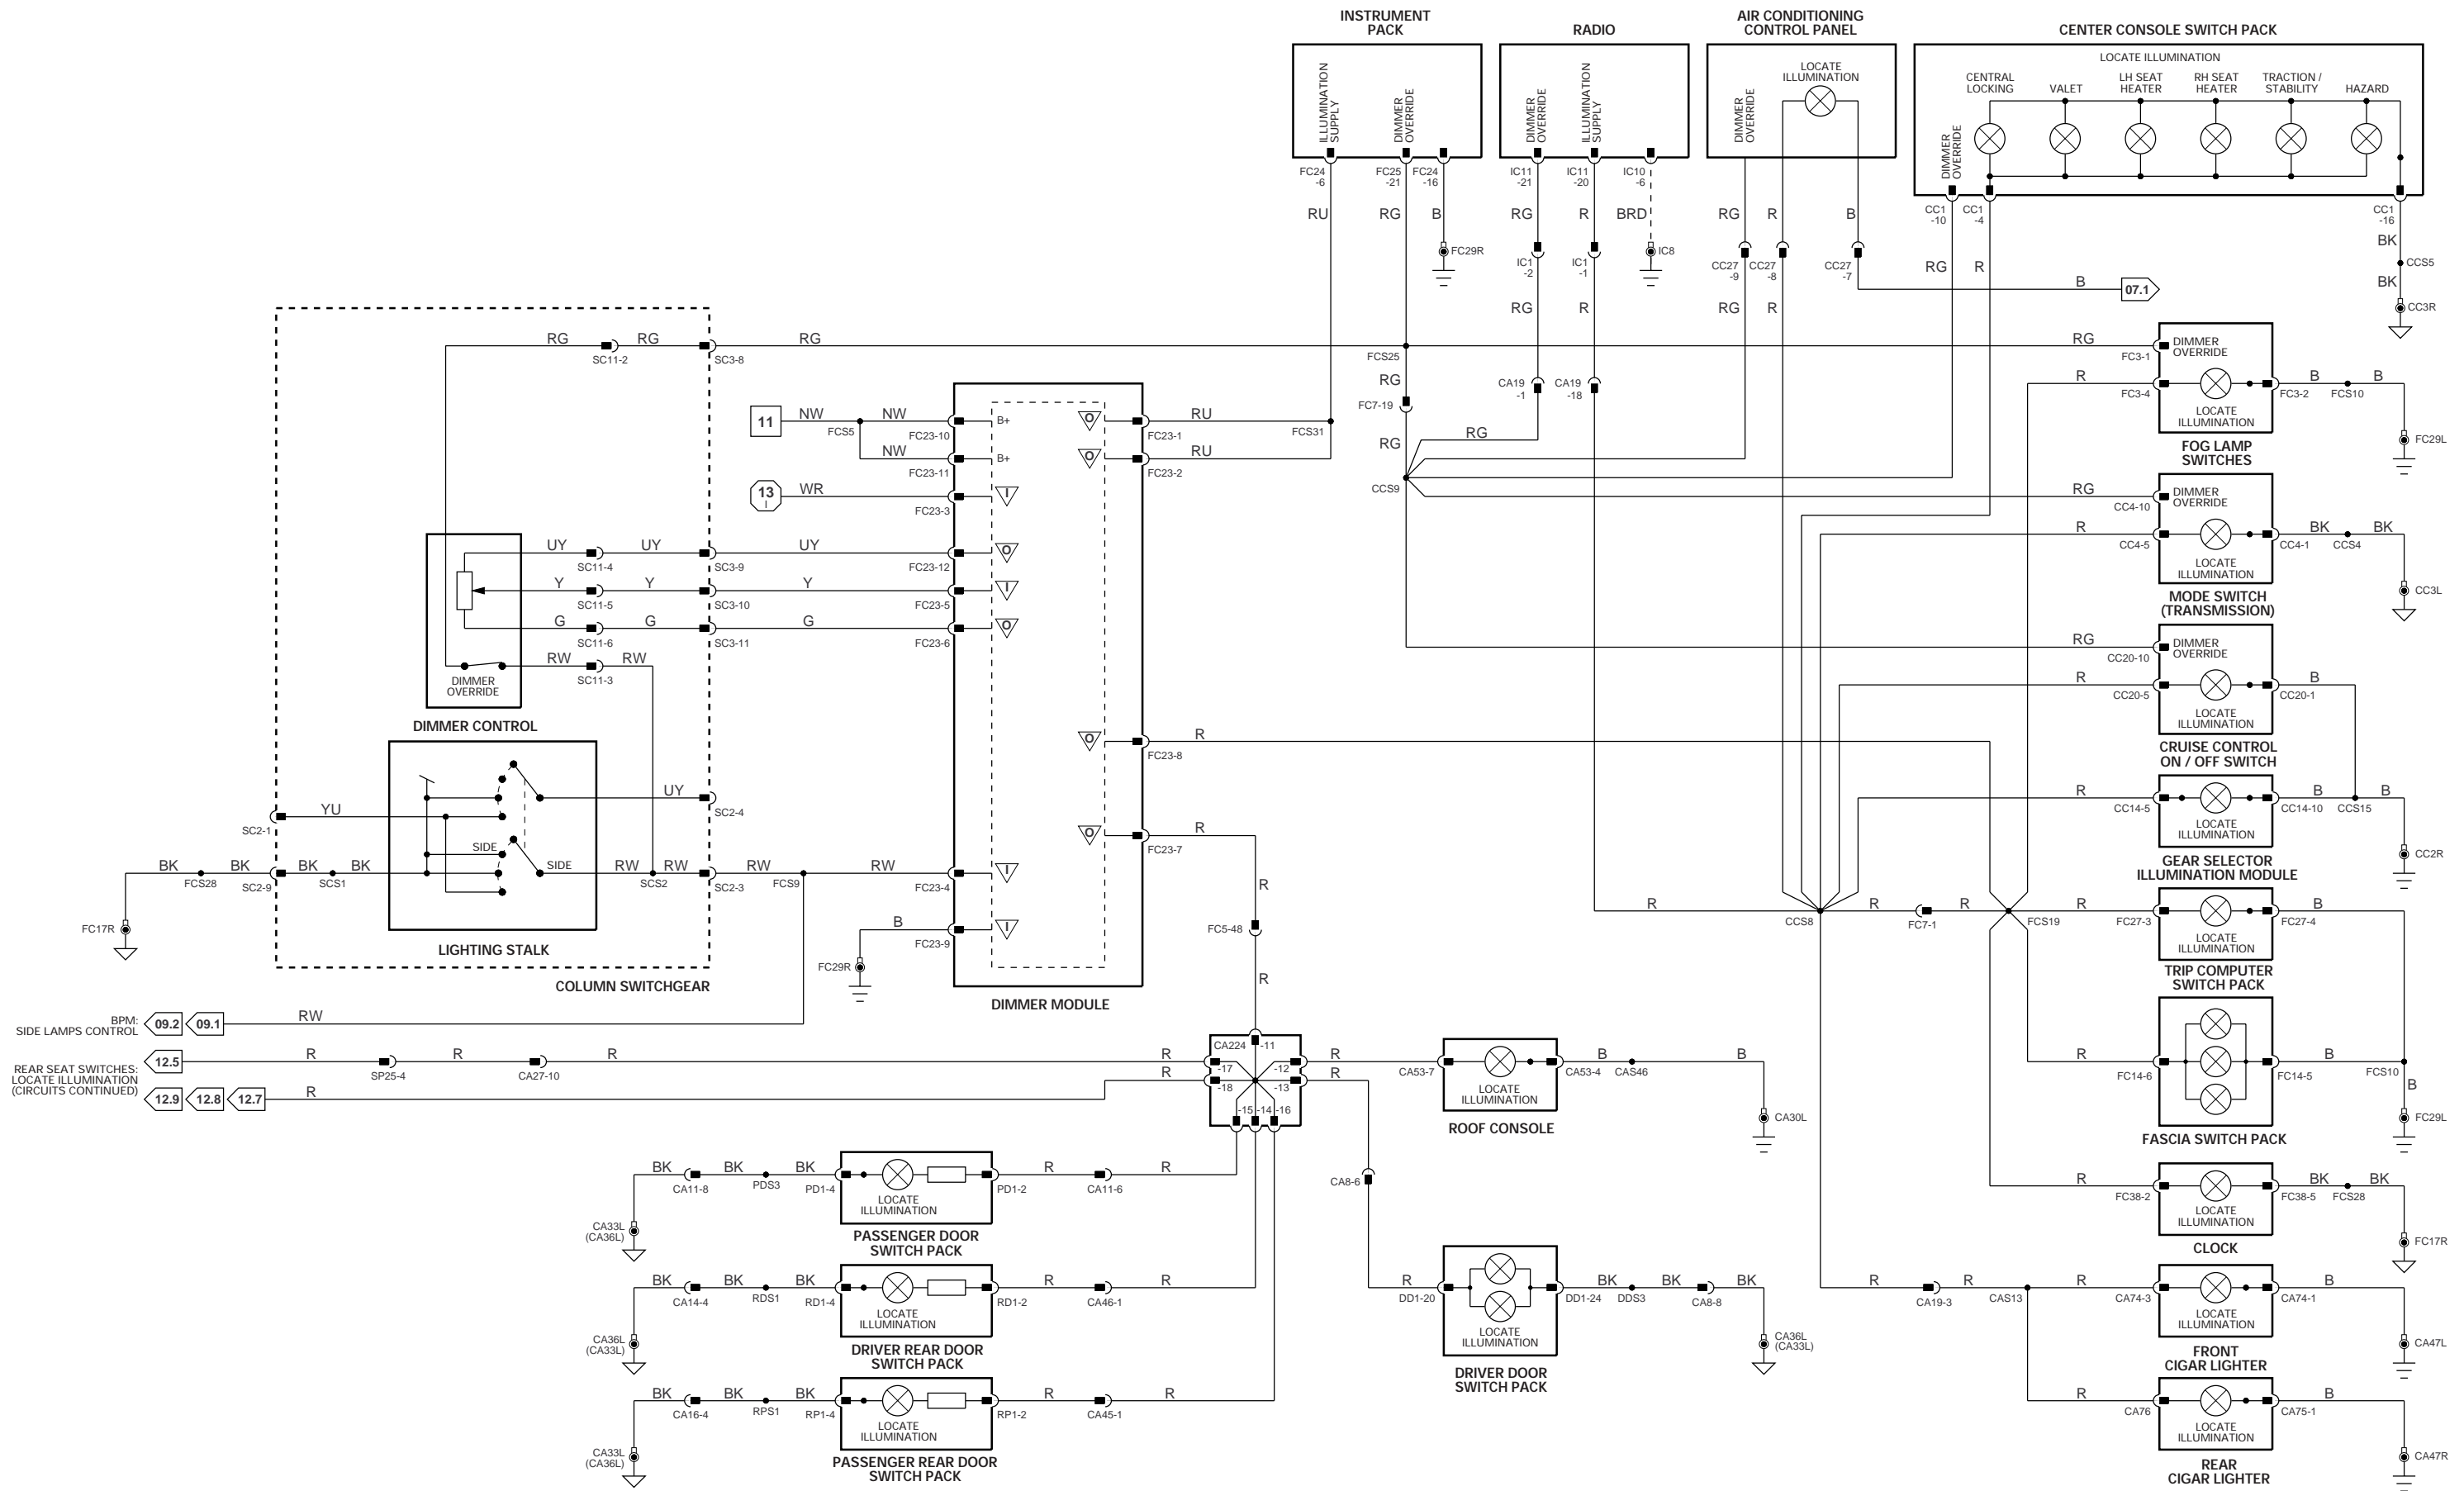 INSTRUMENT
PACK
RADIO
AIR CONDITIONING
CONTROL PANEL
CENTER CONSOLE SWITCH PACK
ILLUMINATION
SUPPLY
DIMMER
OVERRIDE
DIMMER
OVERRIDE
ILLUMINATION
SUPPLY
DIMMER
OVERRIDE
LOCATE
ILLUMINATION
LOCATE ILLUMINATION
CENTRAL
LOCKING
VALET
LH SEAT
HEATER
RH SEAT
HEATER
TRACTION /
STABILITY
HAZARD
DIMMER
OVERRIDE
FC24
-6
FC25
-21
FC24
-16
IC11
-21
IC11
-20
IC10
-6
CC1
-10
CC1
-4
CC1
-16
RU
RG
B
RG
R
BRD
RG
R
B
RG
R
BK
FC29R
IC1
-2
IC1
-1
IC8
CC27
-9
CC27
-8
CC27
-7
CCS5
BK
B
07.1
CC3R
RG
R
RG
R
RG
SC11-2
RG
SC3-8
RG
FCS25
RG
FC3-1
DIMMER
OVERRIDE
RG
FC7-19
RG
CA19
-1
CA19
-18
R
FC3-4
LOCATE
ILLUMINATION
B
FC3-2
FCS10
B
FC29L
FOG LAMP
SWITCHES
11
NW
FCS5
NW
FC23-10
B+
O
FC23-1
RU
FCS31
NW
FC23-11
B+
O
FC23-2
RU
RG
CCS9
13
I
WR
FC23-3
I
RG
CC4-10
DIMMER
OVERRIDE
R
CC4-5
LOCATE
ILLUMINATION
BK
CC4-1
CCS4
BK
CC3L
MODE SWITCH
(TRANSMISSION)
UY
SC11-4
UY
SC3-9
UY
FC23-12
O
Y
SC11-5
Y
SC3-10
Y
FC23-5
I
G
SC11-6
G
SC3-11
G
FC23-6
O
RW
SC11-3
RW
DIMMER
OVERRIDE
DIMMER CONTROL
RG
CC20-10
DIMMER
OVERRIDE
R
CC20-5
LOCATE
ILLUMINATION
B
CC20-1
CRUISE CONTROL
ON / OFF SWITCH
O
FC23-8
R
YU
SC2-1
UY
SC2-4
R
CC14-5
LOCATE
ILLUMINATION
B
CC14-10
CCS15
B
CC2R
GEAR SELECTOR
ILLUMINATION MODULE
O
FC23-7
R
SIDE
SIDE
BK
FCS28
BK
SC2-9
BK
SCS1
BK
RW
SCS2
RW
SC2-3
RW
FCS9
RW
FC23-4
I
FC17R
LIGHTING STALK
COLUMN SWITCHGEAR
B
FC23-9
I
FC29R
DIMMER MODULE
R
FC5-48
R
R
CCS8
R
FC7-1
R
FCS19
R
FC27-3
LOCATE
ILLUMINATION
B
FC27-4
TRIP COMPUTER
SWITCH PACK
BPM:
SIDE LAMPS CONTROL
09.2
09.1
RW
REAR SEAT SWITCHES:
LOCATE ILLUMINATION
(CIRCUITS CONTINUED)
12.5
R
SP25-4
R
CA27-10
R
R
12.9
12.8
12.7
R
R
CA224
-11
-17
-12
-18
-13
-15
-14
-16
R
R
CA53-7
LOCATE
ILLUMINATION
B
CA53-4
CAS46
B
CA30L
ROOF CONSOLE
R
FC14-6
B
FC14-5
FCS10
B
FC29L
FASCIA SWITCH PACK
BK
CA11-8
BK
PDS3
BK
PD1-4
LOCATE
ILLUMINATION
PD1-2
R
CA11-6
R
CA33L
(CA36L)
PASSENGER DOOR
SWITCH PACK
CA8-6
R
FC38-2
LOCATE
ILLUMINATION
BK
FC38-5
FCS28
BK
FC17R
CLOCK
BK
CA14-4
BK
RDS1
BK
RD1-4
LOCATE
ILLUMINATION
RD1-2
R
CA46-1
R
CA36L
(CA33L)
DRIVER REAR DOOR
SWITCH PACK
R
DD1-20
LOCATE
ILLUMINATION
BK
DD1-24
DDS3
BK
CA8-8
BK
CA36L
(CA33L)
DRIVER DOOR
SWITCH PACK
R
CA19-3
R
CAS13
R
CA74-3
LOCATE
ILLUMINATION
B
CA74-1
CA47L
FRONT
CIGAR LIGHTER
BK
CA16-4
BK
RPS1
BK
RP1-4
LOCATE
ILLUMINATION
RP1-2
R
CA45-1
R
CA33L
(CA36L)
PASSENGER REAR DOOR
SWITCH PACK
R
CA76
LOCATE
ILLUMINATION
B
CA75-1
CA47R
REAR
CIGAR LIGHTER